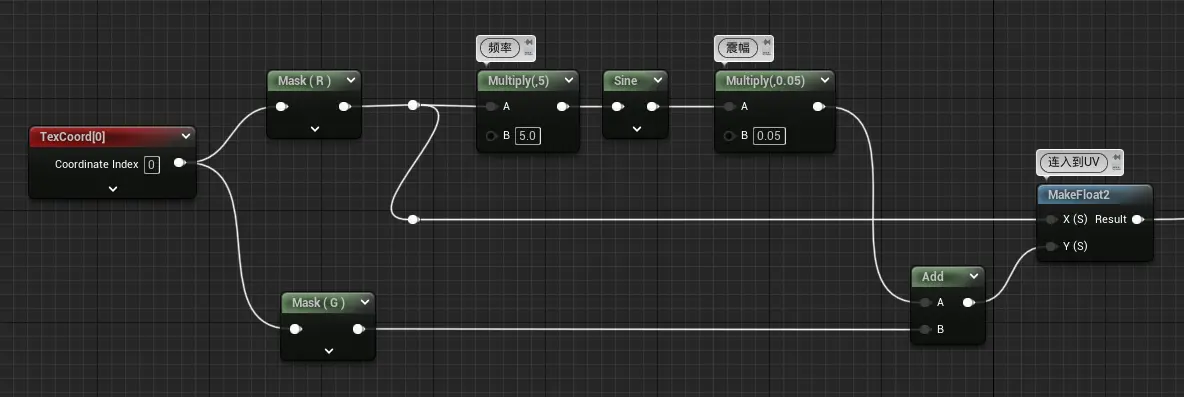 频率
震幅
Mask ( R )
Multiply(,5)
Sine
Multiply(,0.05)
A
A
B 5.0
B 0.05
TexCoord[0]
Coordinate Index 0
连入到UV
MakeFloat2
X (S) Result
Y (S)
Add
A
B
Mask ( G )